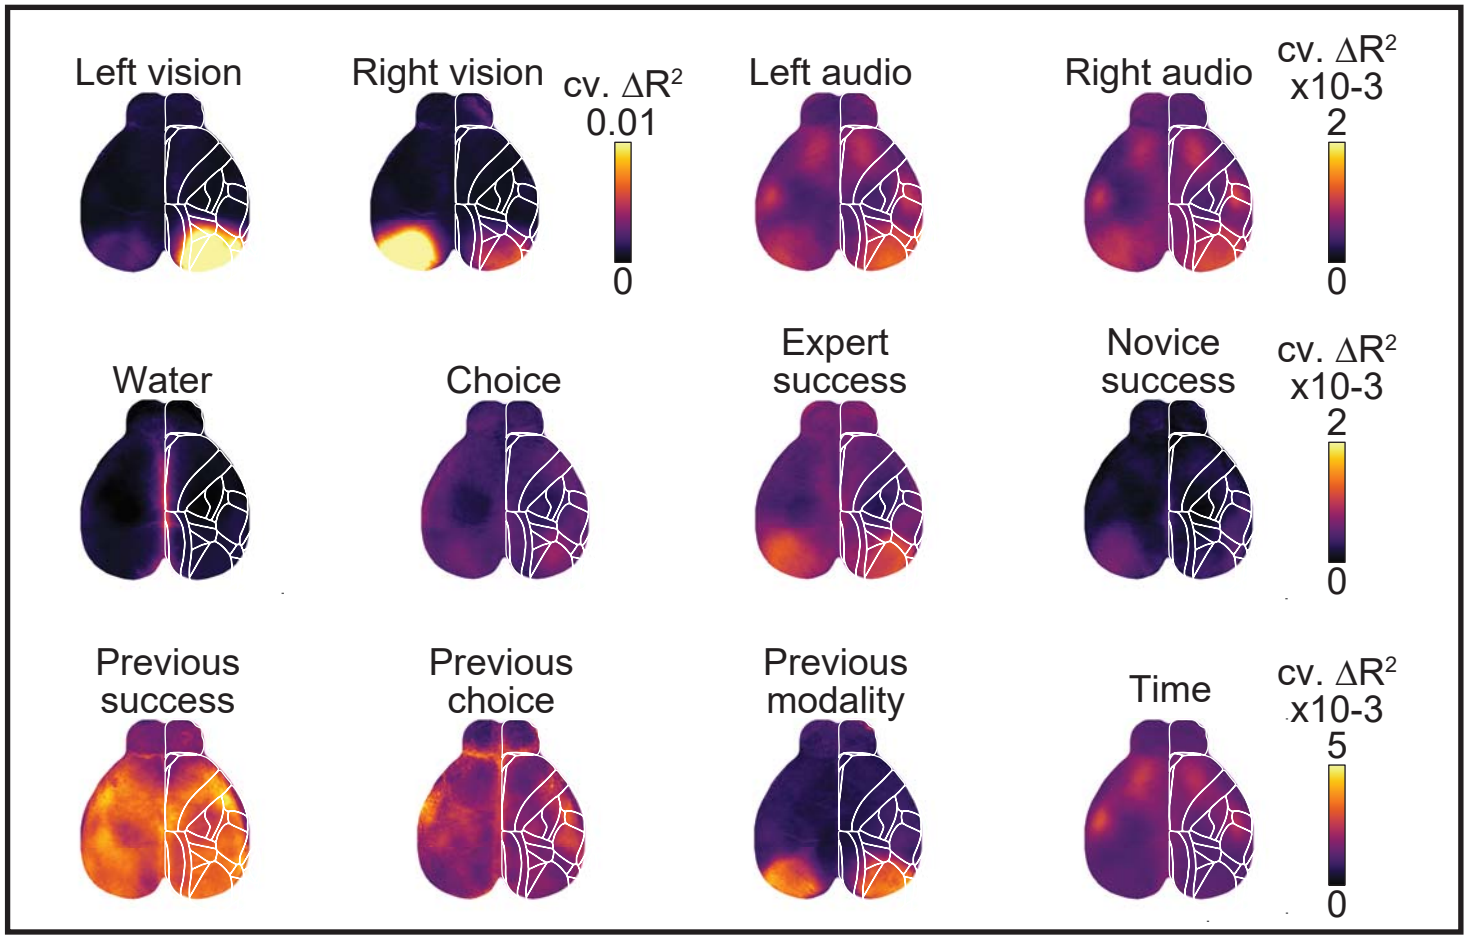 Left vision
Right vision
cv. ΔR²
0.01
0
Left audio
Right audio
cv. ΔR²
x10-3
2
0
Water
Choice
Expert
success
Novice
success
cv. ΔR²
x10-3
2
0
Previous
success
Previous
choice
Previous
modality
Time
cv. ΔR²
x10-3
5
0